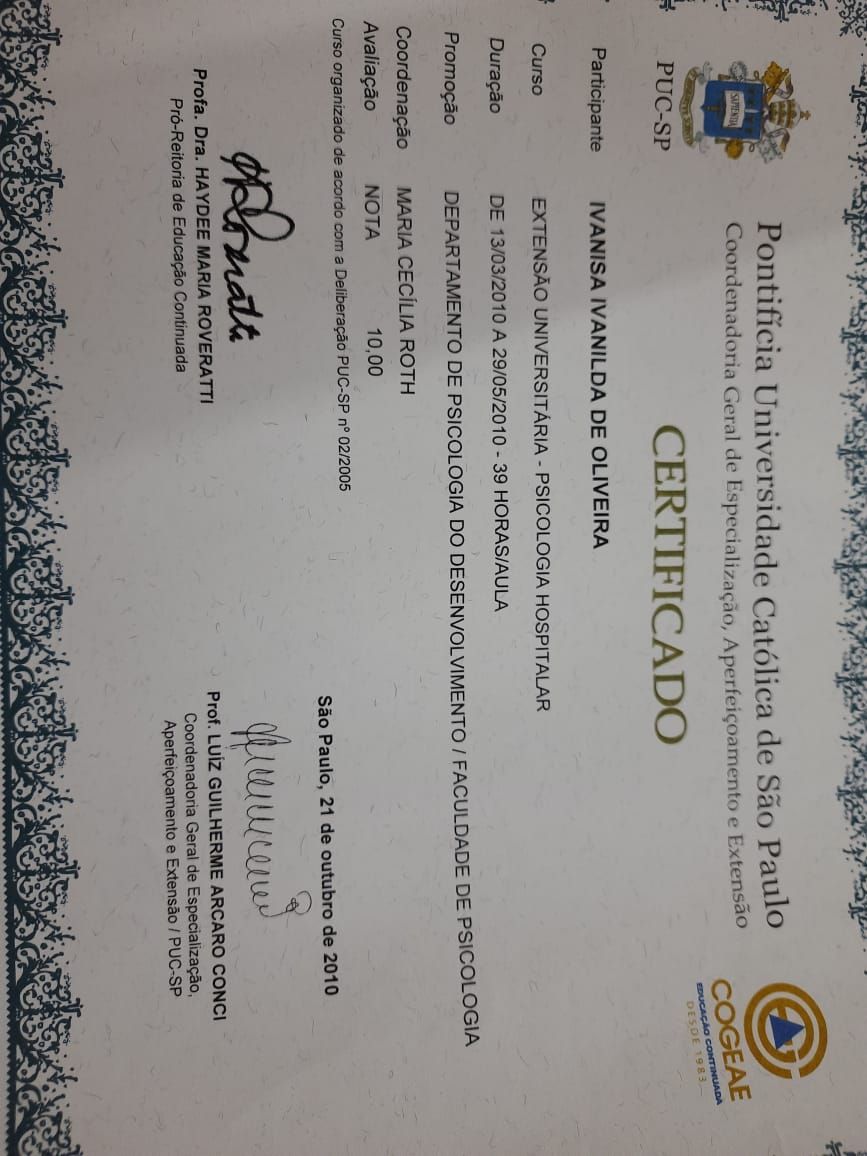 Pontifícia Universidade Católica de São Paulo
Coordenadoria Geral de Especialização, Aperfeiçoamento e Extensão
SAPIENTIA
PUC-SP
COGEAE
EDUCAÇÃO CONTINUADA
DESDE 1983
CERTIFICADO
Participante IVANISA IVANILDA DE OLIVEIRA
Curso EXTENSÃO UNIVERSITÁRIA - PSICOLOGIA HOSPITALAR
Duração DE 13/03/2010 A 29/05/2010 - 39 HORAS/AULA
Promoção DEPARTAMENTO DE PSICOLOGIA DO DESENVOLVIMENTO / FACULDADE DE PSICOLOGIA
Coordenação MARIA CECÍLIA ROTH
Avaliação NOTA 10,00
Curso organizado de acordo com a Deliberação PUC-SP nº 02/2005
São Paulo, 21 de outubro de 2010
Profa. Dra. HAYDEE MARIA ROVERATTI
Pró-Reitoria de Educação Continuada
Prof. LUÍZ GUILHERME ARCARO CONCI
Coordenadoria Geral de Especialização,
Aperfeiçoamento e Extensão / PUC-SP